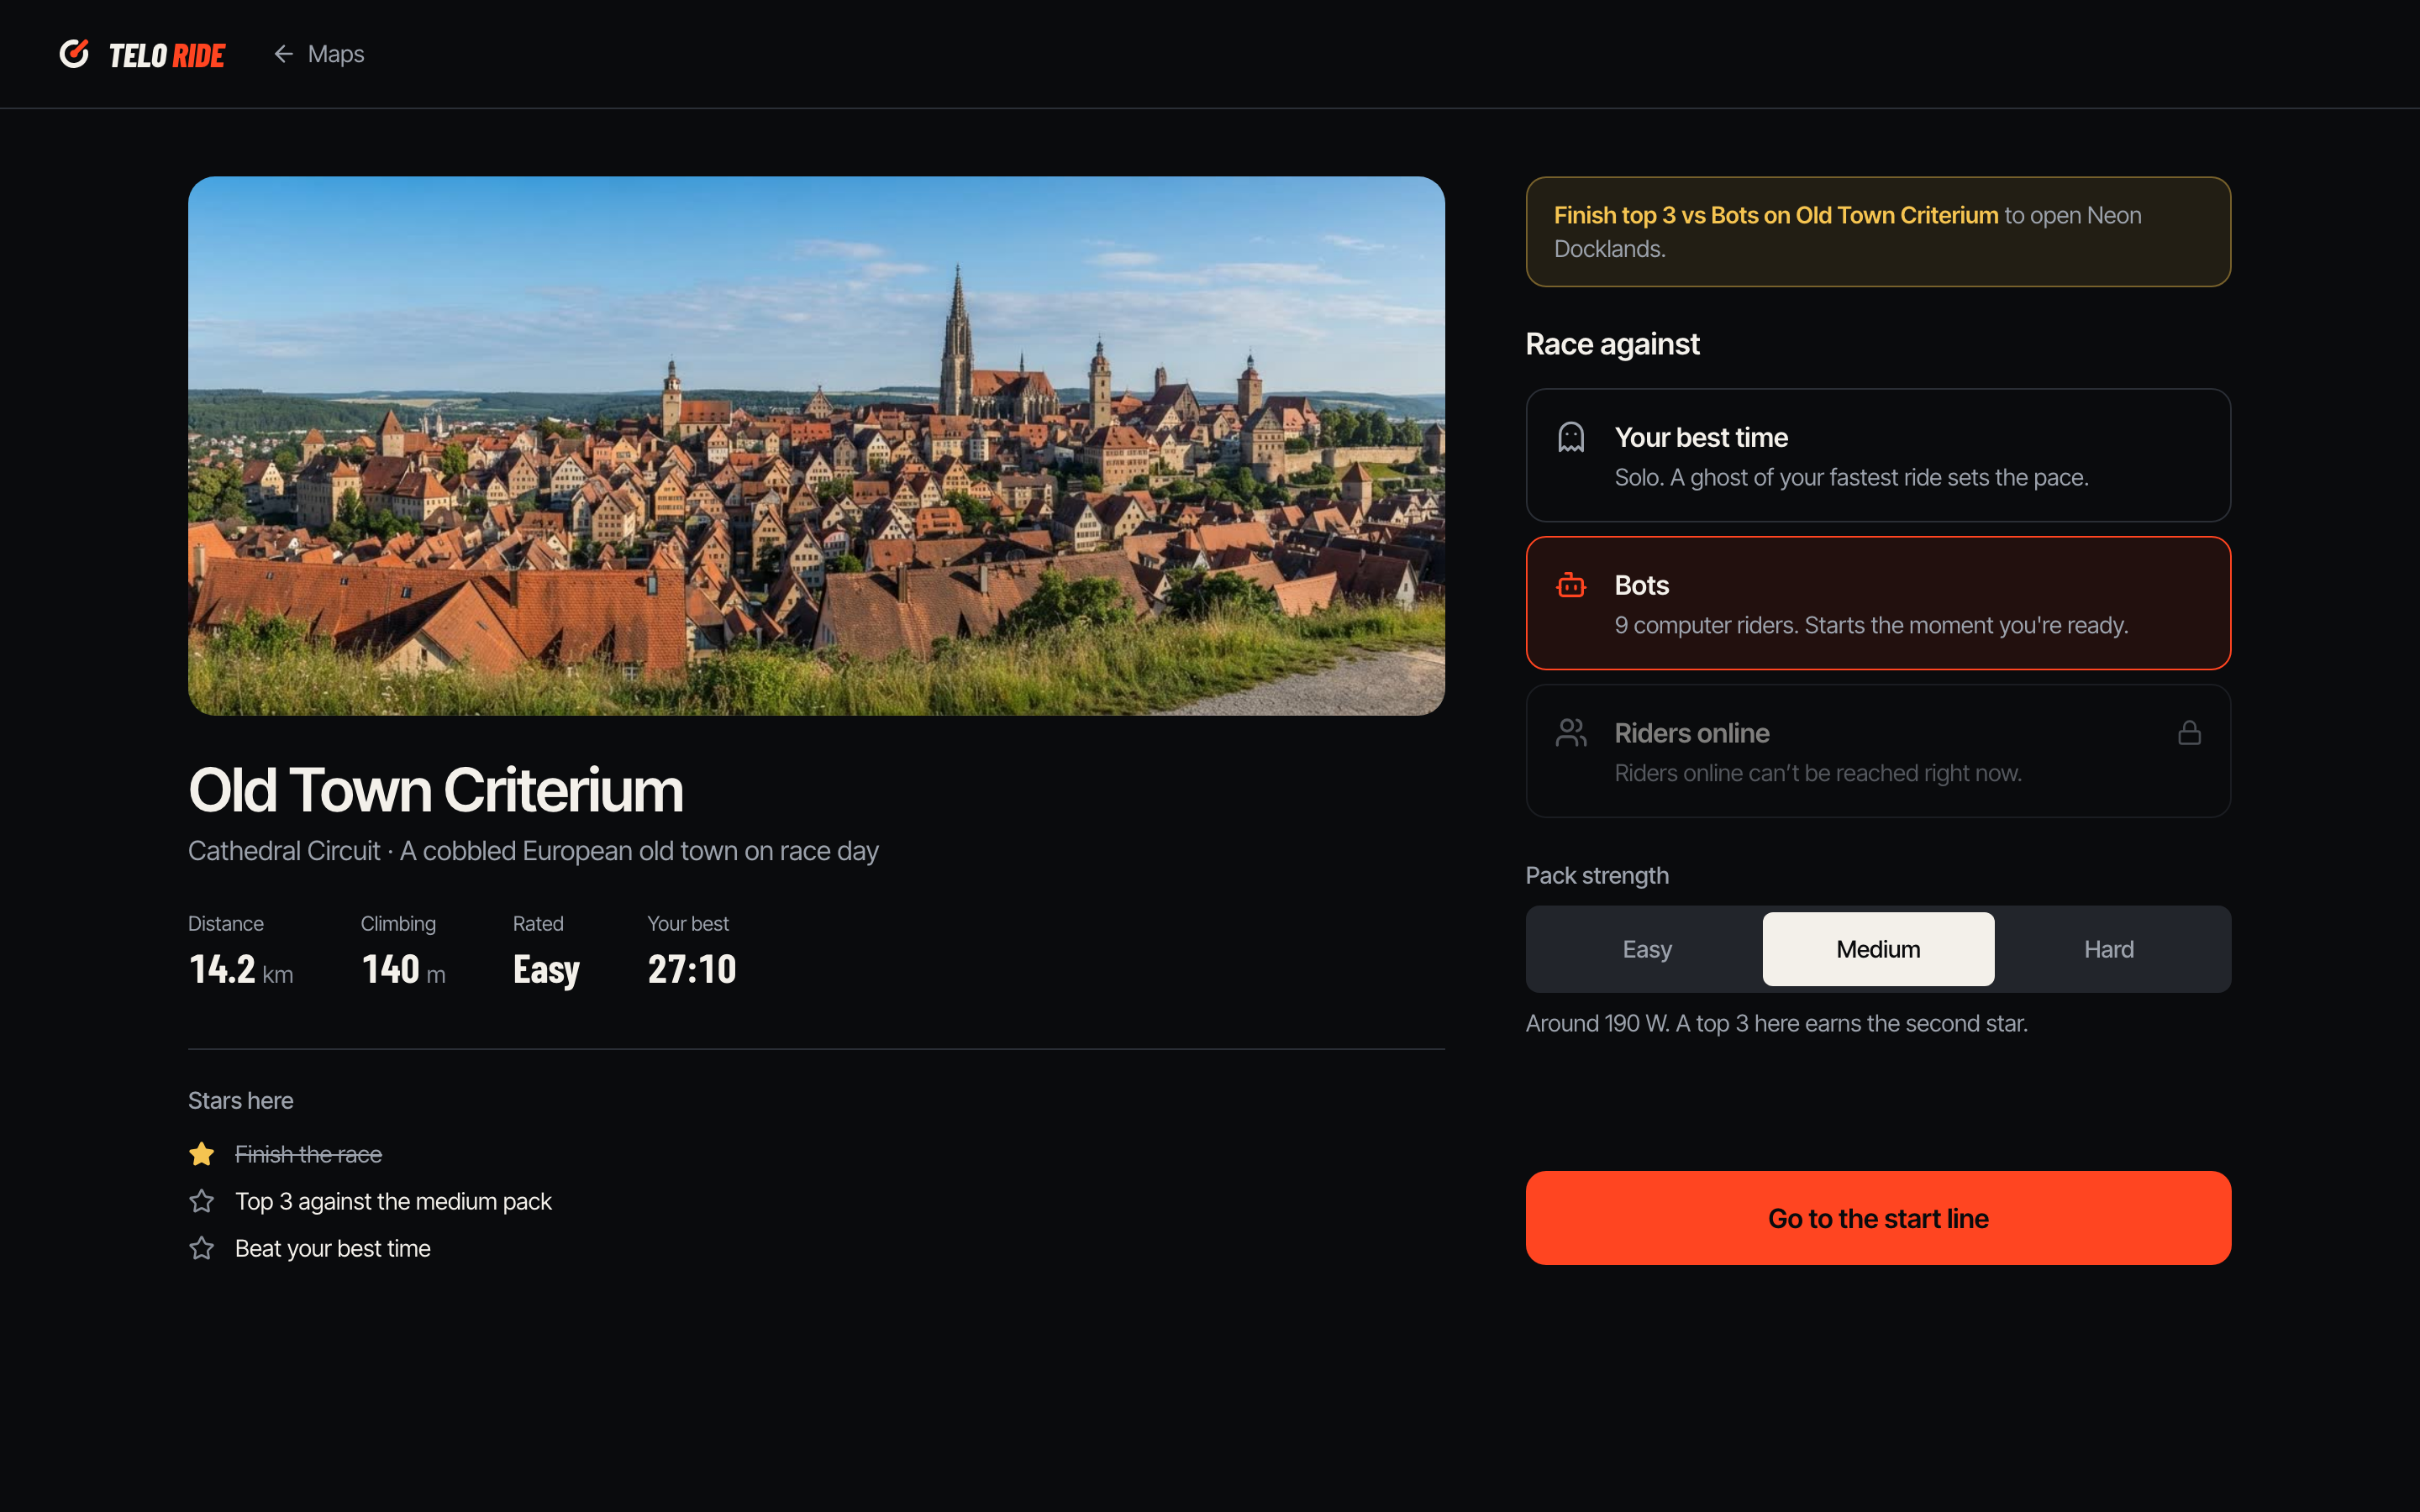 TELO RIDE
Maps
Old Town Criterium
Cathedral Circuit · A cobbled European old town on race day
Distance
14.2 km
Climbing
140 m
Rated
Easy
Your best
27:10
Stars here
Finish the race
Top 3 against the medium pack
Beat your best time
Finish top 3 vs Bots on Old Town Criterium to open Neon
Docklands.
Race against
Your best time
Solo. A ghost of your fastest ride sets the pace.
Bots
9 computer riders. Starts the moment you're ready.
Riders online
Riders online can’t be reached right now.
Pack strength
Easy
Medium
Hard
Around 190 W. A top 3 here earns the second star.
Go to the start line